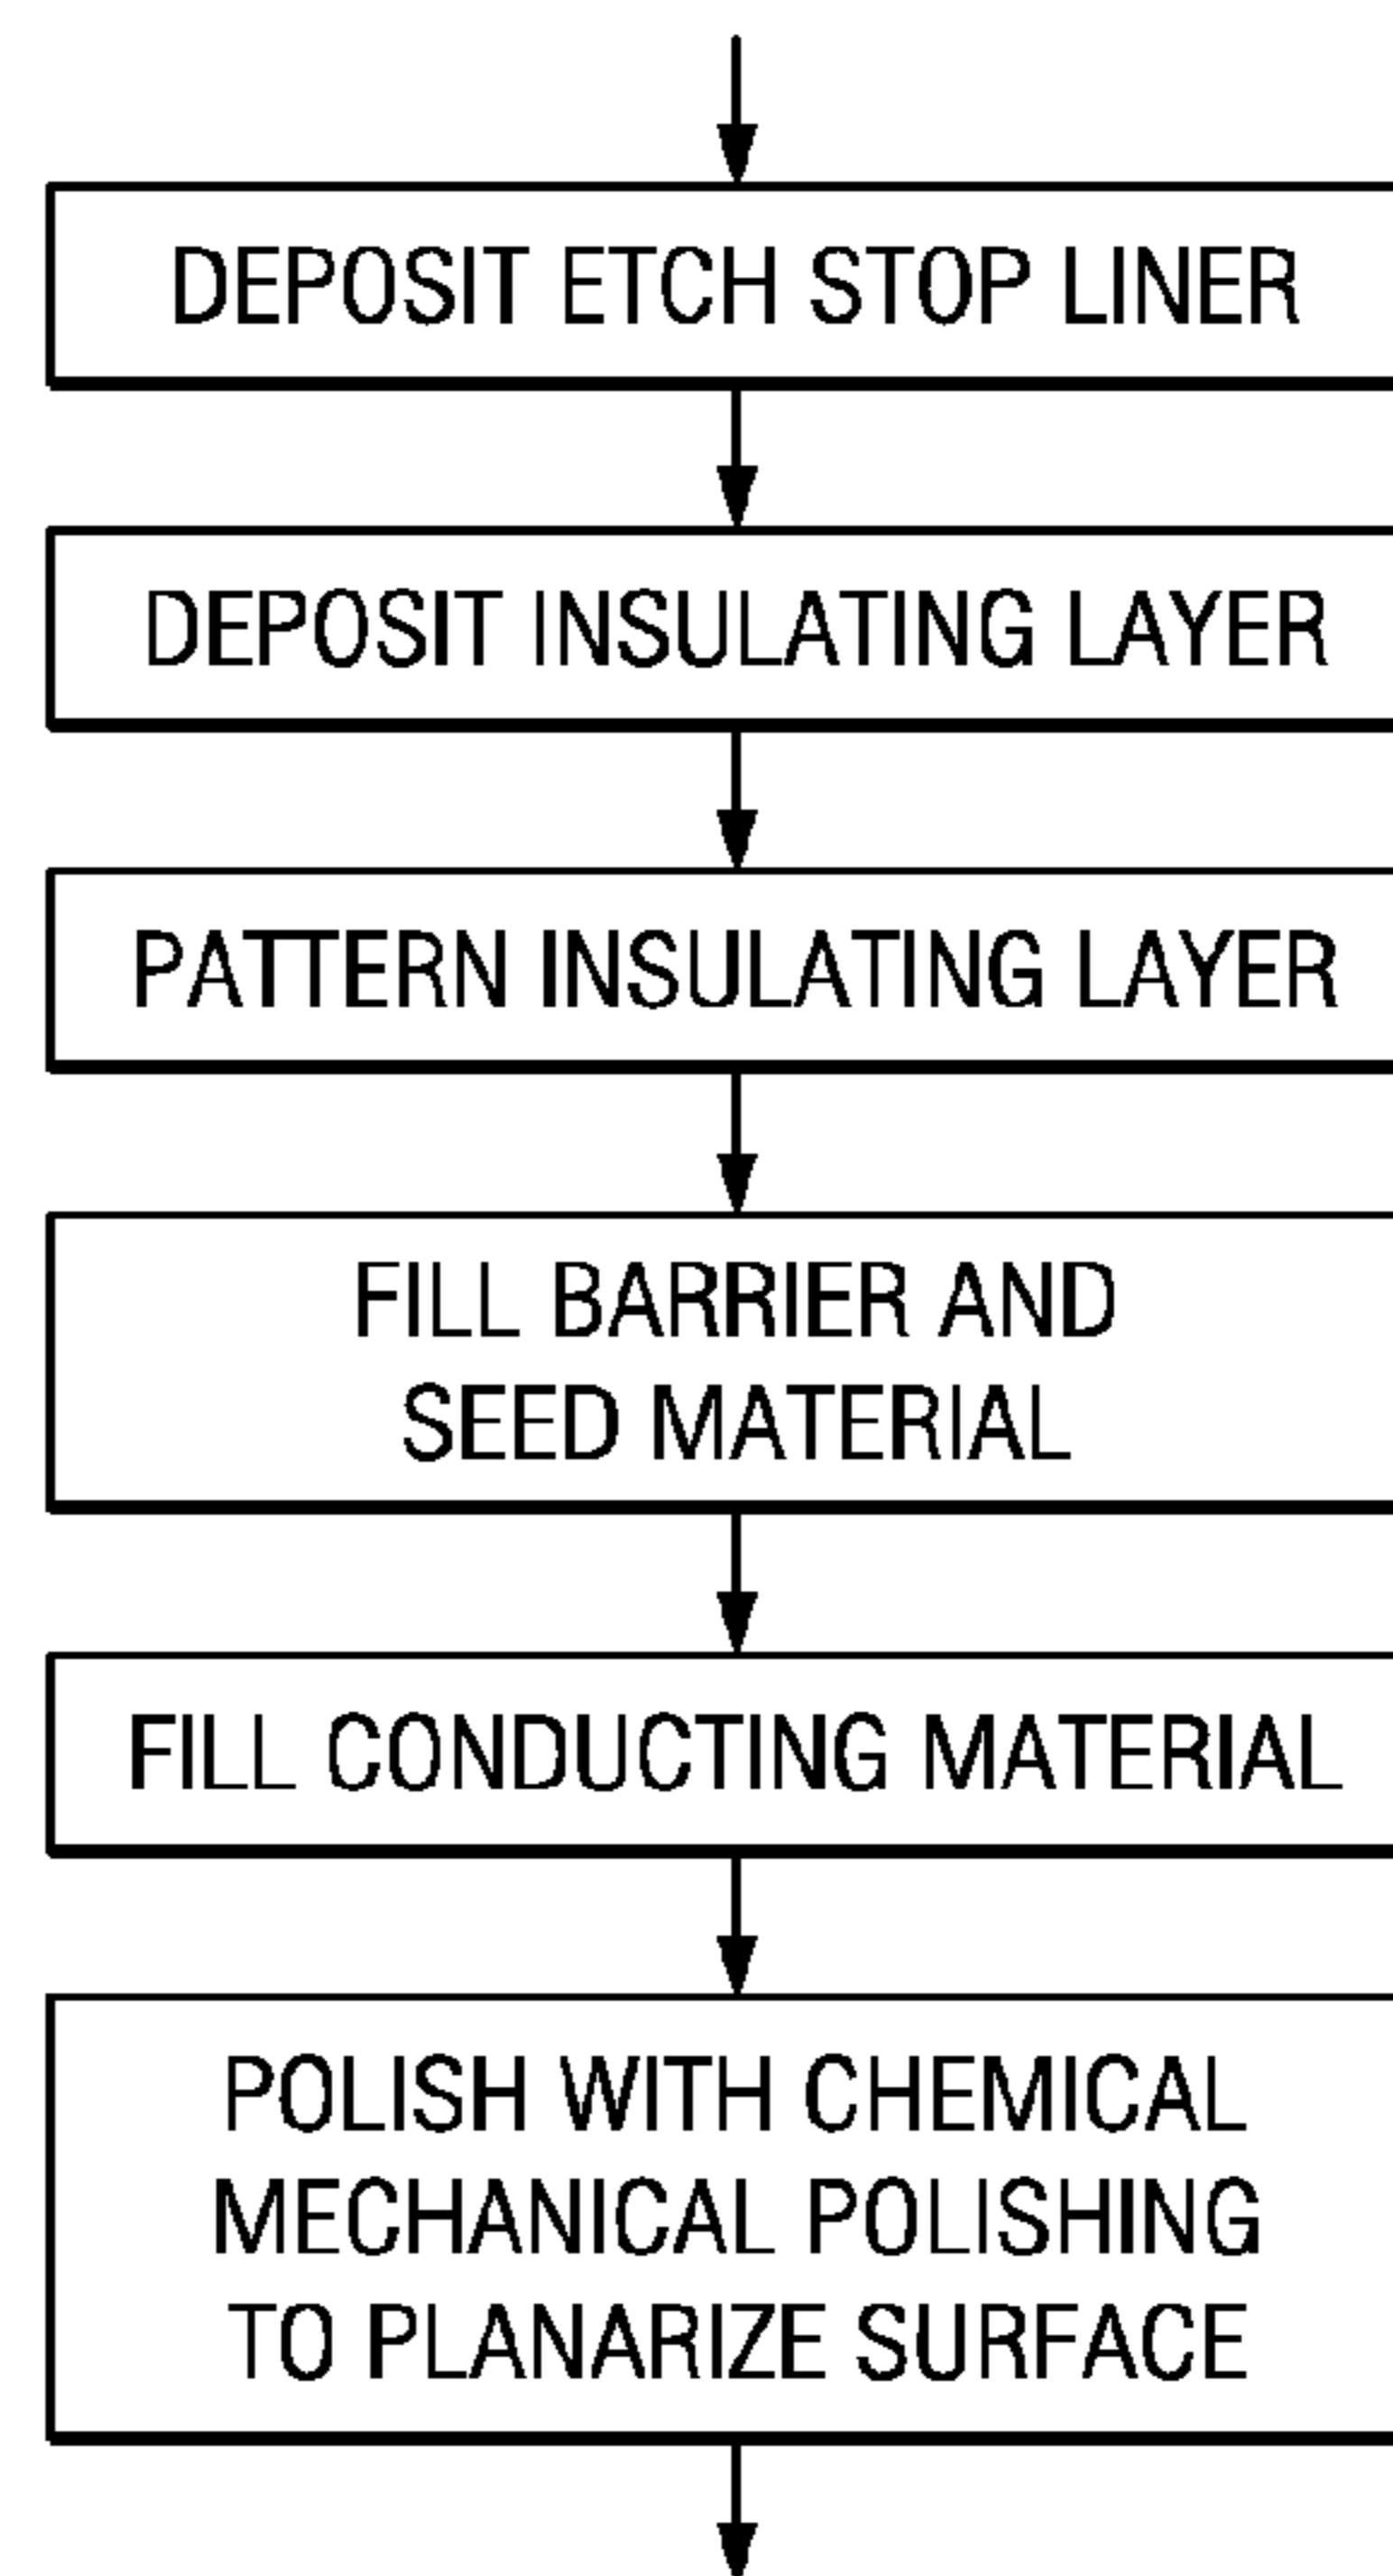 DEPOSIT ETCH STOP LINER
DEPOSIT INSULATING LAYER
PATTERN INSULATING LAYER
FILL BARRIER AND
SEED MATERIAL
FILL CONDUCTING MATERIAL
POLISH WITH CHEMICAL
MECHANICAL POLISHING
TO PLANARIZE SURFACE